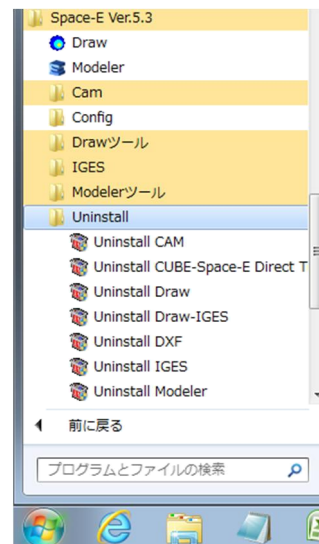 Space-E Ver.5.3
Draw
Modeler
Cam
Config
Drawツール
IGES
Modelerツール
Uninstall
Uninstall CAM
Uninstall CUBE-Space-E Direct T
Uninstall Draw
Uninstall Draw-IGES
Uninstall DXF
Uninstall IGES
Uninstall Modeler
前に戻る
プログラムとファイルの検索